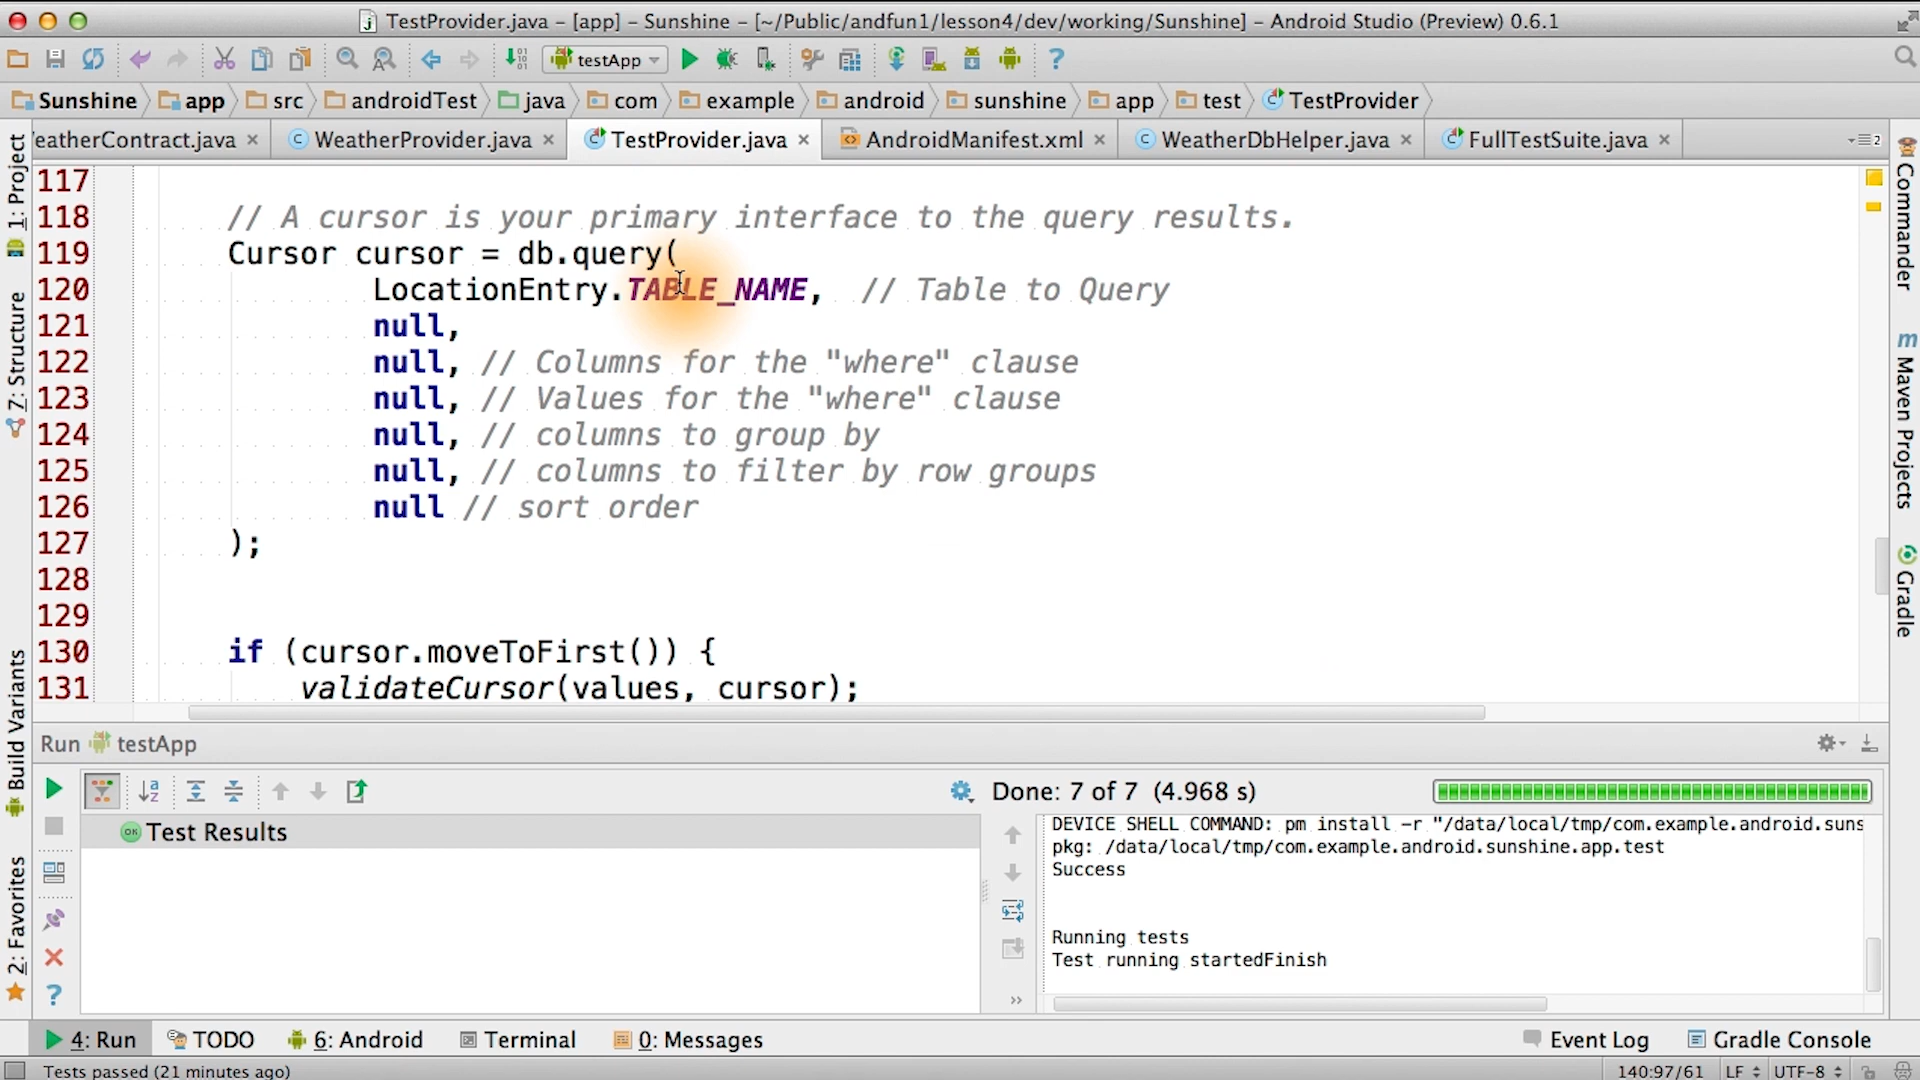 TestProvider.java – [app] – Sunshine – [~/Public/andfun1/lesson4/dev/working/Sunshine] – Android Studio (Preview) 0.6.1
testApp
Sunshine app src androidTest java com example android sunshine app test TestProvider
eatherContract.java WeatherProvider.java TestProvider.java AndroidManifest.xml WeatherDbHelper.java FullTestSuite.java 2
1: Project
7: Structure
Build Variants
2: Favorites
117
118 // A cursor is your primary interface to the query results.
119 Cursor cursor = db.query(
120 LocationEntry.TABLE_NAME, // Table to Query
121 null,
122 null, // Columns for the "where" clause
123 null, // Values for the "where" clause
124 null, // columns to group by
125 null, // columns to filter by row groups
126 null // sort order
127 );
128
129
130 if (cursor.moveToFirst()) {
131 validateCursor(values, cursor);
Commander
Maven Projects
Gradle
Run testApp
Done: 7 of 7 (4.968 s)
Test Results
DEVICE SHELL COMMAND: pm install -r "/data/local/tmp/com.example.android.suns
pkg: /data/local/tmp/com.example.android.sunshine.app.test
Success
Running tests
Test running startedFinish
4: Run TODO 6: Android Terminal 0: Messages Event Log Gradle Console
Tests passed (21 minutes ago) 140:97/61 LF UTF-8